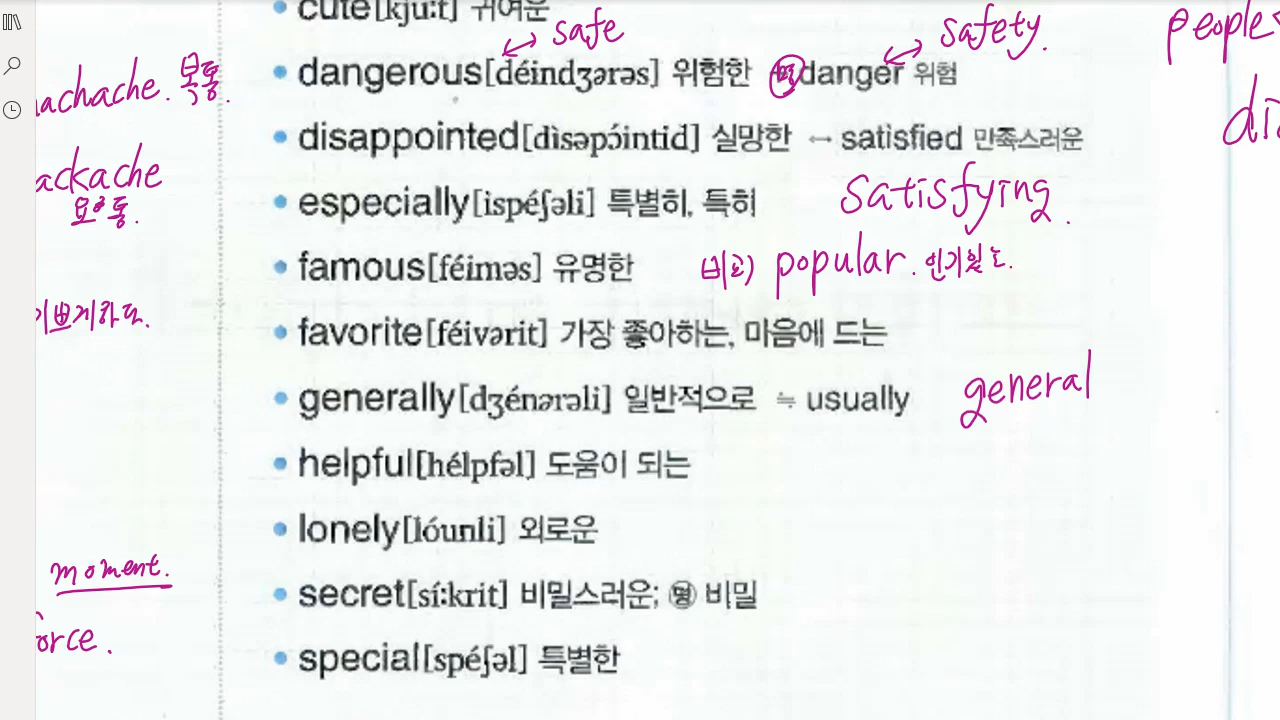 cute[kjuːt] 귀여운
safe
safety.
people
dangerous[déindʒərəs] 위험한 명 danger 위험
achache. 복통.
disappointed[dìsəpɔ́intid] 실망한 ↔ satisfied 만족스러운
ackache
요통.
especially[ispéʃəli] 특별히, 특히
satisfying.
famous[féiməs] 유명한 비교) popular. 인기있는.
기쁘게하다.
favorite[féivərit] 가장 좋아하는, 마음에 드는
generally[dʒénərəli] 일반적으로 ≒ usually general
helpful[hélpfəl] 도움이 되는
lonely[lóunli] 외로운
moment.
secret[síːkrit] 비밀스러운; 명 비밀
orce.
special[spéʃəl] 특별한